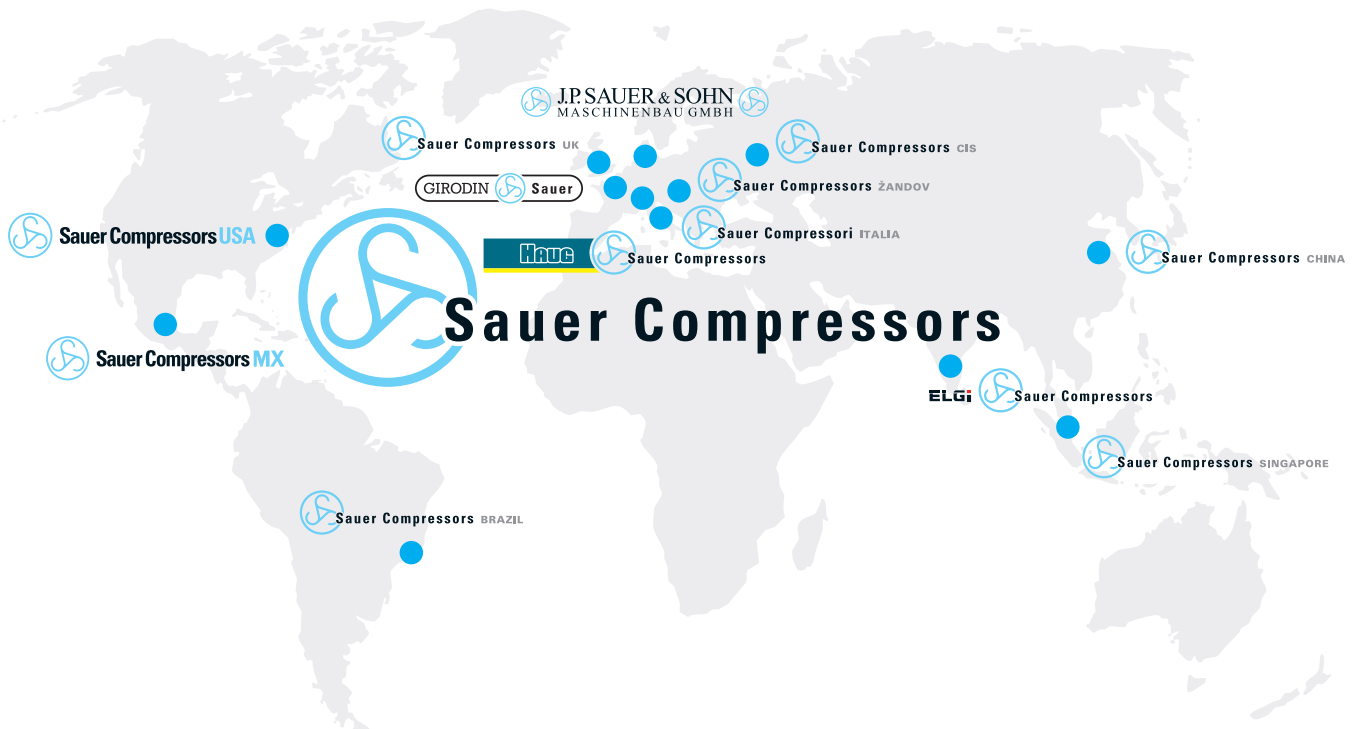 J.P. SAUER & SOHN
MASCHINENBAU GMBH
Sauer Compressors UK
Sauer Compressors CIS
GIRODIN Sauer
Sauer Compressors ŽANDOV
Sauer Compressors USA
Sauer Compressori ITALIA
HAUG Sauer Compressors
Sauer Compressors CHINA
Sauer Compressors
Sauer Compressors MX
ELGi Sauer Compressors
Sauer Compressors SINGAPORE
Sauer Compressors BRAZIL